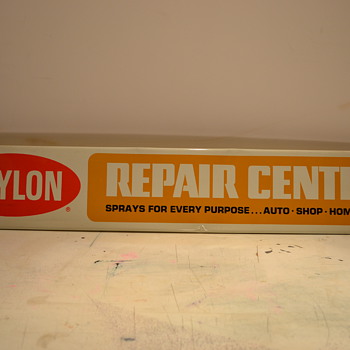 YLON ®
REPAIR CENT
SPRAYS FOR EVERY PURPOSE...AUTO·SHOP·HOM